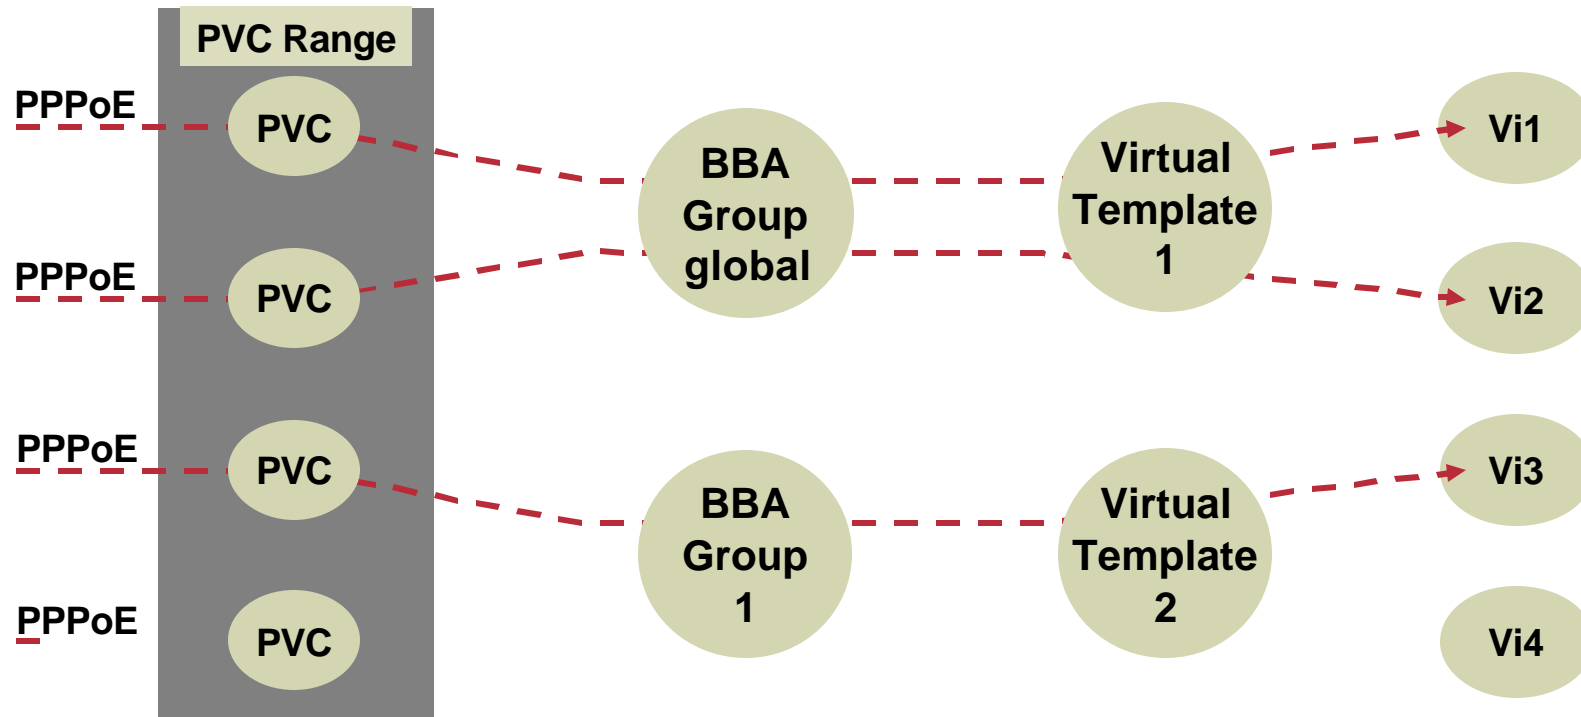 PVC Range
PPPoE
PVC
BBA
Group
global
Virtual
Template
1
Vi1
PPPoE
PVC
Vi2
PPPoE
PVC
BBA
Group
1
Virtual
Template
2
Vi3
PPPoE
PVC
Vi4